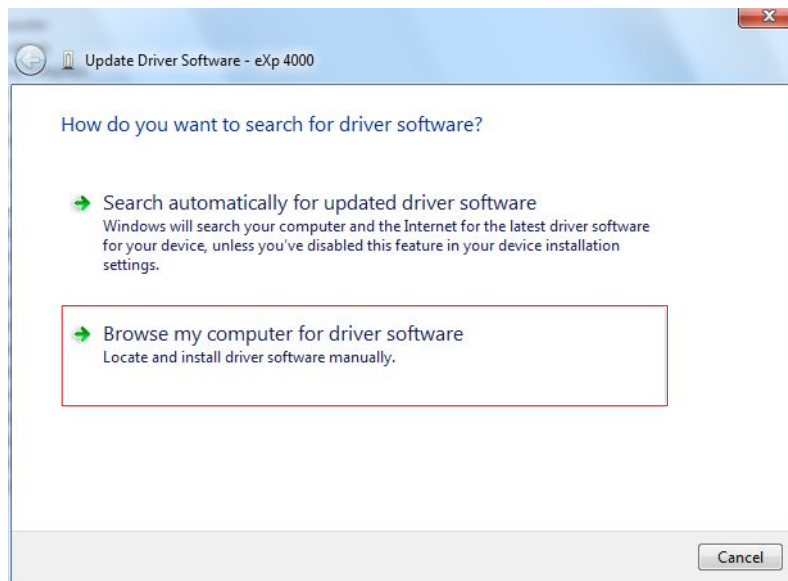 Update Driver Software - eXp 4000
How do you want to search for driver software?
Search automatically for updated driver software
Windows will search your computer and the Internet for the latest driver software
for your device, unless you've disabled this feature in your device installation
settings.
Browse my computer for driver software
Locate and install driver software manually.
Cancel